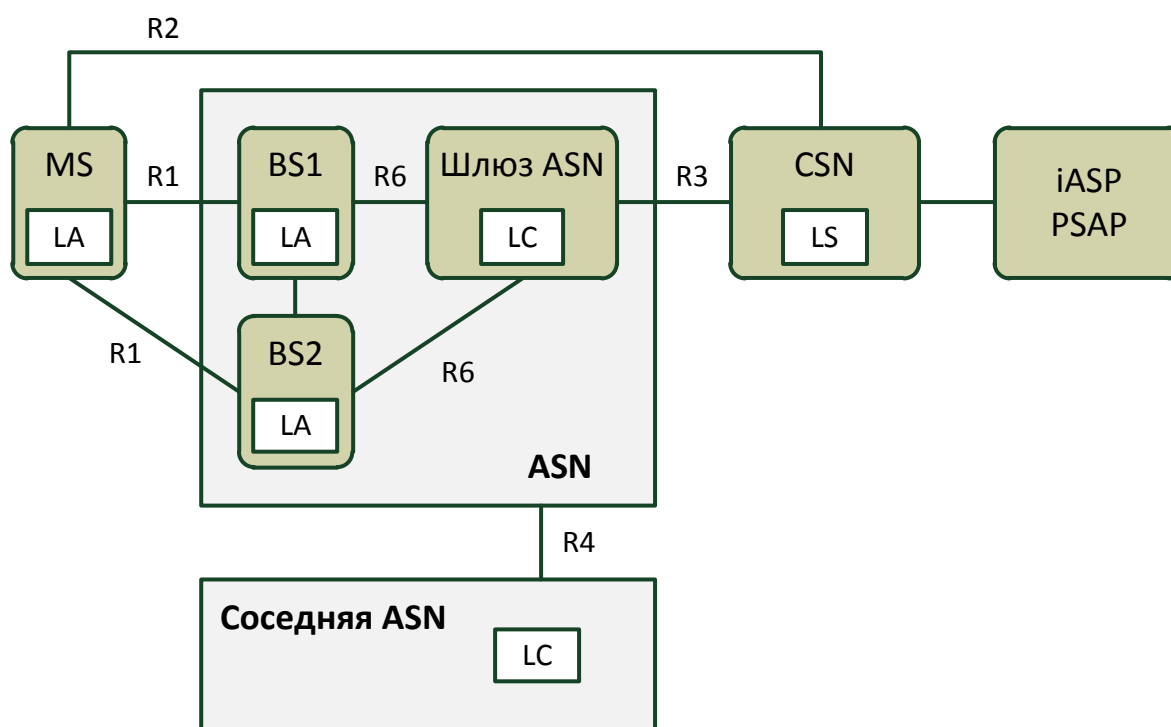 R2
MS
R1
BS1
R6
Шлюз ASN
R3
CSN
iASP
PSAP
LA
LA
LC
LS
BS2
R1
R6
LA
ASN
R4
Соседняя ASN
LC